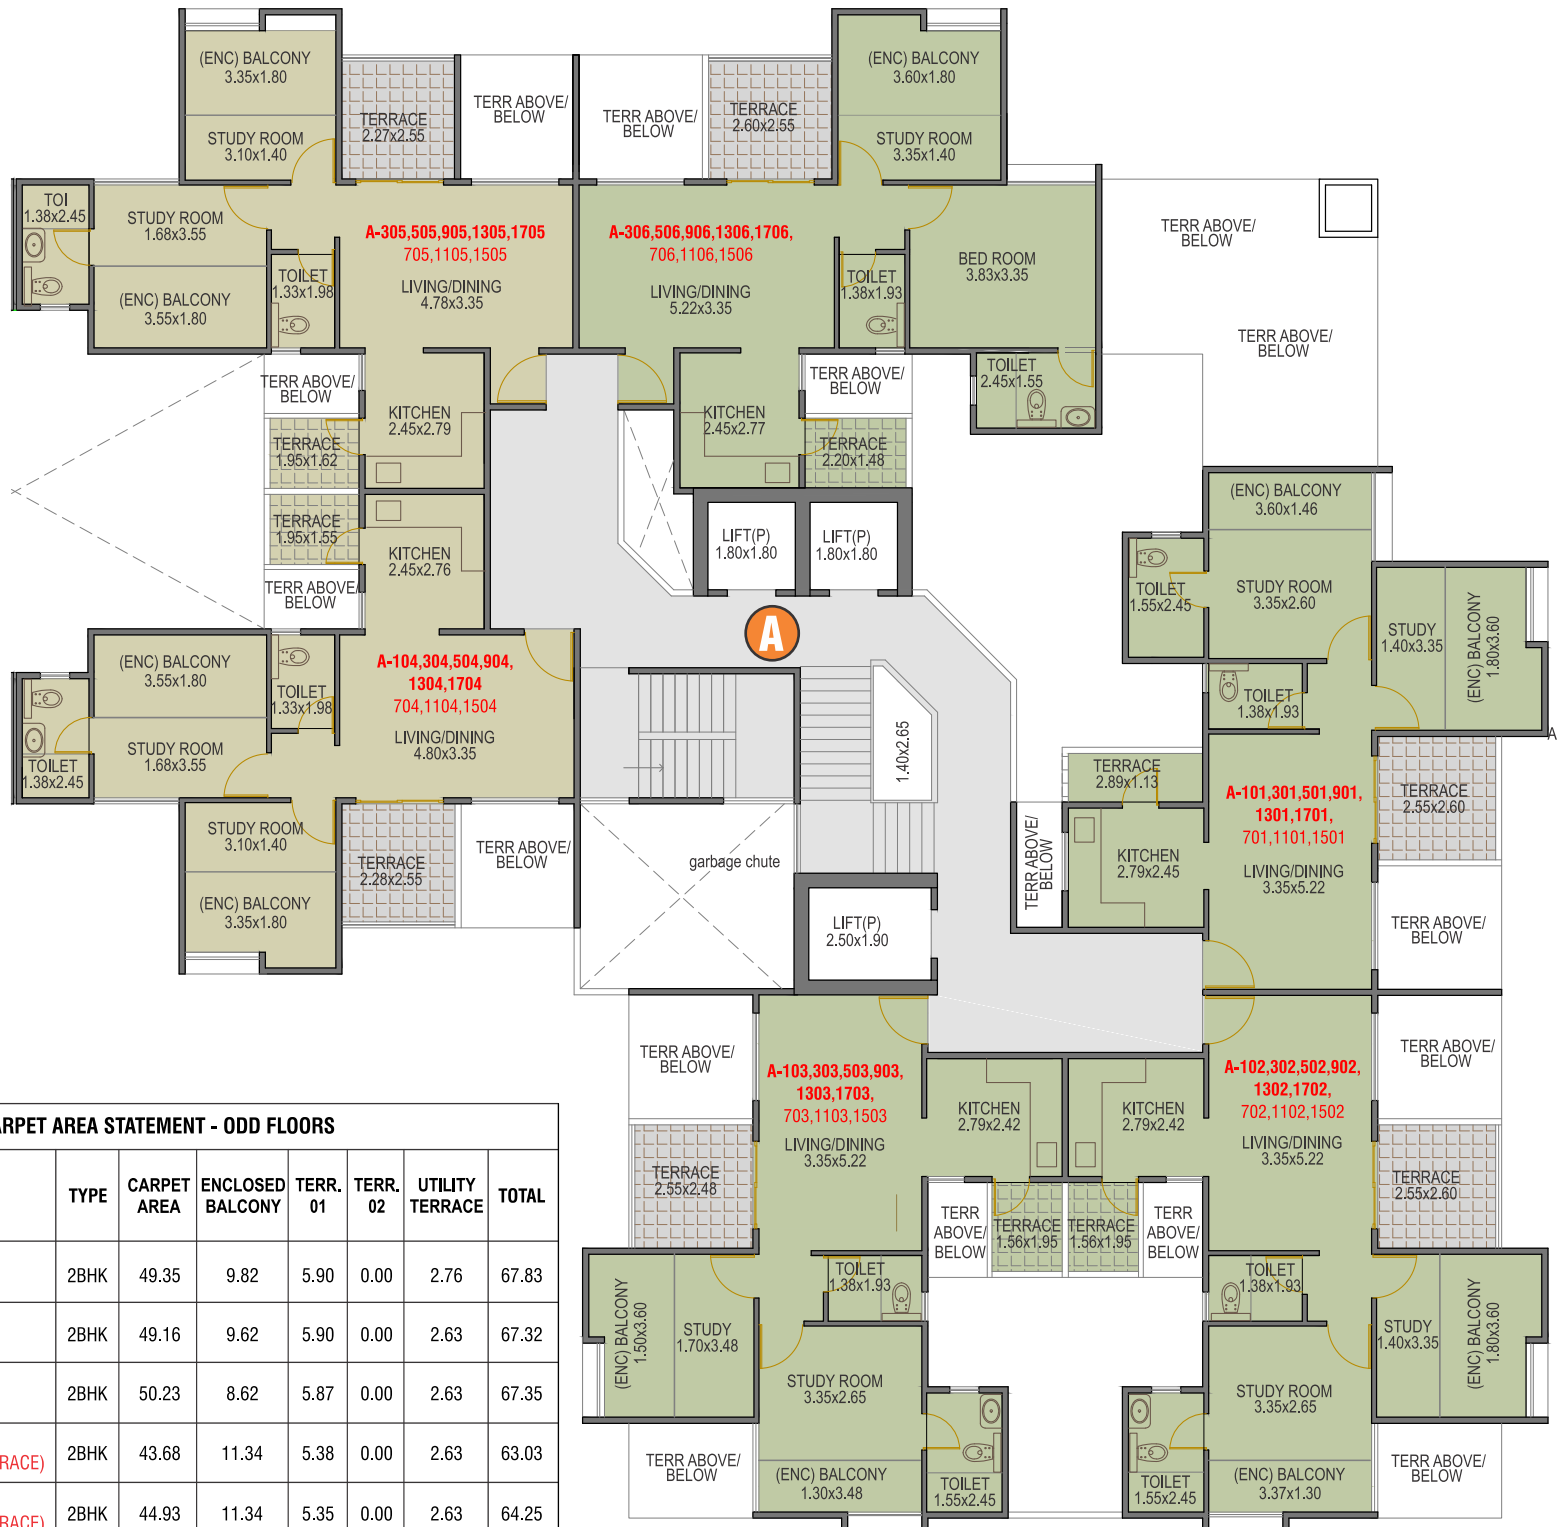 (ENC) BALCONY
3.35x1.80
STUDY ROOM
3.10x1.40
TERRACE
2.27x2.55
TERR ABOVE/
BELOW
TERR ABOVE/
BELOW
TERRACE
2.60x2.55
(ENC) BALCONY
3.60x1.80
STUDY ROOM
3.35x1.40
TOI
1.38x2.45
STUDY ROOM
1.68x3.55
(ENC) BALCONY
3.55x1.80
TOILET
1.33x1.98
A-305,505,905,1305,1705
705,1105,1505
LIVING/DINING
4.78x3.35
A-306,506,906,1306,1706,
706,1106,1506
LIVING/DINING
5.22x3.35
TOILET
1.38x1.93
BED ROOM
3.83x3.35
TERR ABOVE/
BELOW
TERR ABOVE/
BELOW
TERR ABOVE/
BELOW
KITCHEN
2.45x2.79
TERRACE
1.95x1.62
KITCHEN
2.45x2.77
TERR ABOVE/
BELOW
TERRACE
2.20x1.48
TOILET
2.45x1.55
TERRACE
1.95x1.55
TERR ABOVE/
BELOW
KITCHEN
2.45x2.76
LIFT(P)
1.80x1.80
LIFT(P)
1.80x1.80
(ENC) BALCONY
3.60x1.46
STUDY ROOM
3.35x2.60
TOILET
1.55x2.45
STUDY
1.40x3.35
(ENC) BALCONY
1.80x3.60
TOILET
1.38x1.93
A
A
(ENC) BALCONY
3.55x1.80
TOILET
1.33x1.98
A-104,304,504,904,
1304,1704
704,1104,1504
LIVING/DINING
4.80x3.35
STUDY ROOM
1.68x3.55
TOILET
1.38x2.45
STUDY ROOM
3.10x1.40
(ENC) BALCONY
3.35x1.80
TERRACE
2.28x2.55
TERR ABOVE/
BELOW
garbage chute
1.40x2.65
LIFT(P)
2.50x1.90
TERRACE
2.89x1.13
KITCHEN
2.79x2.45
TERR ABOVE/
BELOW
A-101,301,501,901,
1301,1701,
701,1101,1501
LIVING/DINING
3.35x5.22
TERRACE
2.55x2.60
TERR ABOVE/
BELOW
TERR ABOVE/
BELOW
A-103,303,503,903,
1303,1703,
703,1103,1503
LIVING/DINING
3.35x5.22
KITCHEN
2.79x2.42
KITCHEN
2.79x2.42
A-102,302,502,902,
1302,1702,
702,1102,1502
LIVING/DINING
3.35x5.22
TERR ABOVE/
BELOW
TERRACE
2.55x2.48
TERR
ABOVE/
BELOW
TERRACE
1.56x1.95
TERRACE
1.56x1.95
TERR
ABOVE/
BELOW
TERRACE
2.55x2.60
(ENC) BALCONY
1.50x3.60
STUDY
1.70x3.48
TOILET
1.38x1.93
STUDY ROOM
3.35x2.65
(ENC) BALCONY
1.30x3.48
TOILET
1.55x2.45
TERR ABOVE/
BELOW
TOILET
1.38x1.93
STUDY
1.40x3.35
(ENC) BALCONY
1.80x3.60
STUDY ROOM
3.35x2.65
(ENC) BALCONY
3.37x1.30
TOILET
1.55x2.45
TERR ABOVE/
BELOW
ARPET AREA STATEMENT - ODD FLOORS
TYPE CARPET AREA ENCLOSED BALCONY TERR. 01 TERR. 02 UTILITY TERRACE TOTAL
2BHK 49.35 9.82 5.90 0.00 2.76 67.83
2BHK 49.16 9.62 5.90 0.00 2.63 67.32
2BHK 50.23 8.62 5.87 0.00 2.63 67.35
RACE) 2BHK 43.68 11.34 5.38 0.00 2.63 63.03
RACE) 2BHK 44.93 11.34 5.35 0.00 2.63 64.25